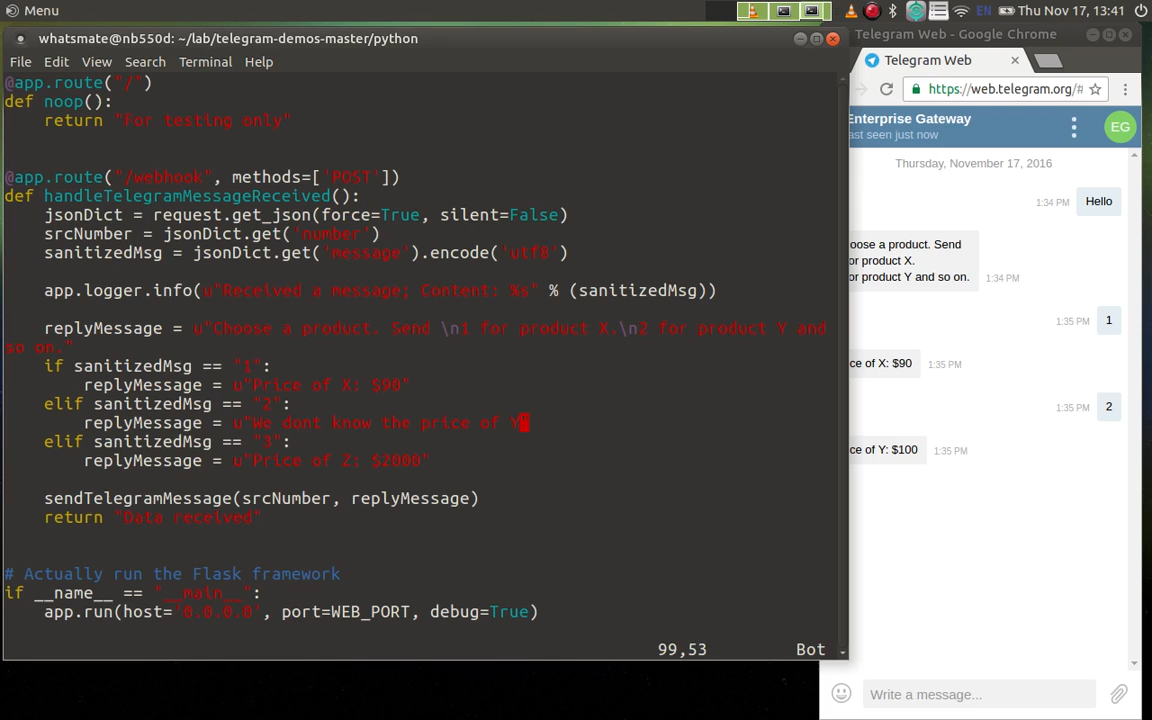 Menu
EN
Thu Nov 17, 13:41
whatsmate@nb550d: ~/lab/telegram-demos-master/python
File Edit View Search Terminal Help
@app.route("/")
def noop():
    return "For testing only"
@app.route("/webhook", methods=['POST'])
def handleTelegramMessageReceived():
    jsonDict = request.get_json(force=True, silent=False)
    srcNumber = jsonDict.get('number')
    sanitizedMsg = jsonDict.get('message').encode('utf8')
    app.logger.info(u"Received a message; Content: %s" % (sanitizedMsg))
    replyMessage = u"Choose a product. Send \n1 for product X.\n2 for product Y and
so on."
    if sanitizedMsg == "1":
        replyMessage = u"Price of X: $90"
    elif sanitizedMsg == "2":
        replyMessage = u"We dont know the price of Y"
    elif sanitizedMsg == "3":
        replyMessage = u"Price of Z: $2000"
    sendTelegramMessage(srcNumber, replyMessage)
    return "Data received"
# Actually run the Flask framework
if __name__ == "__main__":
    app.run(host='0.0.0.0', port=WEB_PORT, debug=True)
99,53
Bot
Telegram Web - Google Chrome
Telegram Web
https://web.telegram.org/#
Enterprise Gateway
ast seen just now
EG
Thursday, November 17, 2016
1:34 PM
Hello
oose a product. Send
or product X.
or product Y and so on.
1:34 PM
1:35 PM
1
ce of X: $90
1:35 PM
1:35 PM
2
ce of Y: $100
1:35 PM
Write a message...